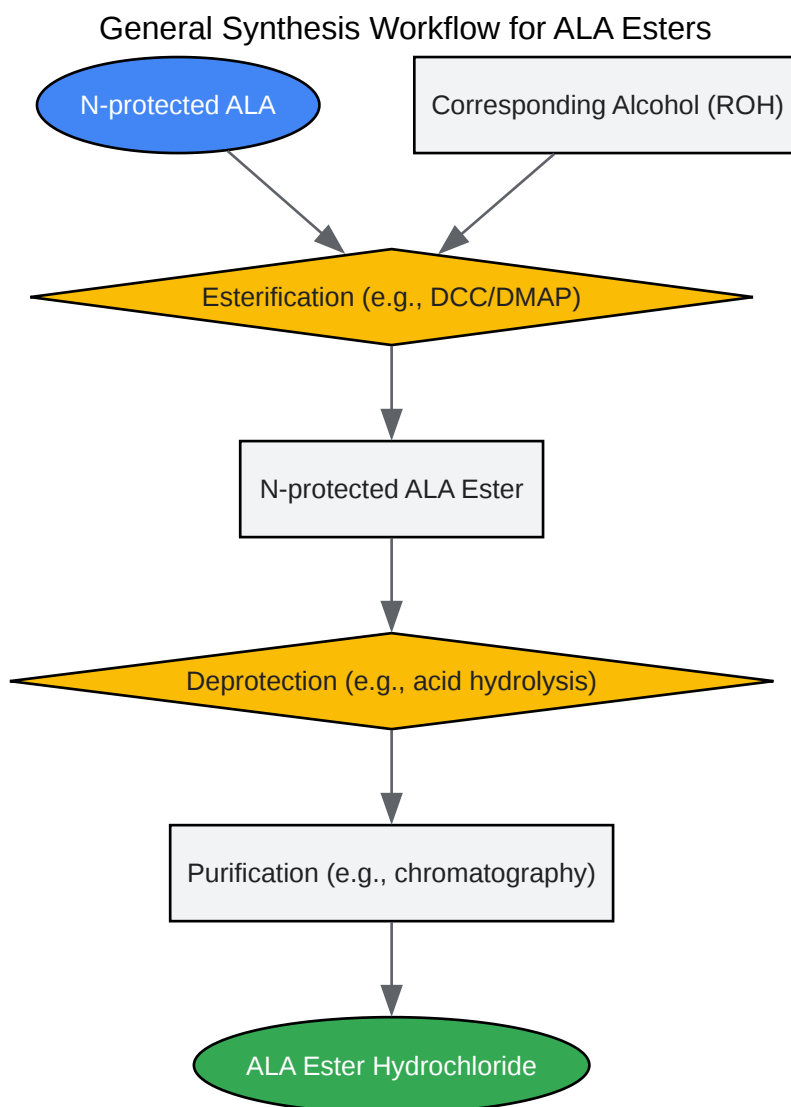 General Synthesis Workflow for ALA Esters
N-protected ALA
Corresponding Alcohol (ROH)
Esterification (e.g., DCC/DMAP)
N-protected ALA Ester
Deprotection (e.g., acid hydrolysis)
Purification (e.g., chromatography)
ALA Ester Hydrochloride